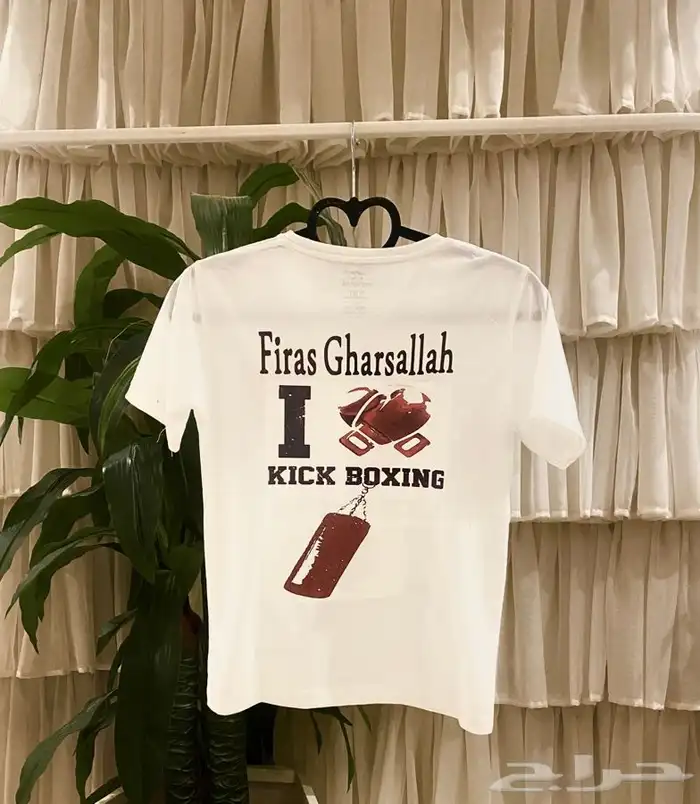 Firas Gharsallah
I
KICK BOXING
حراج